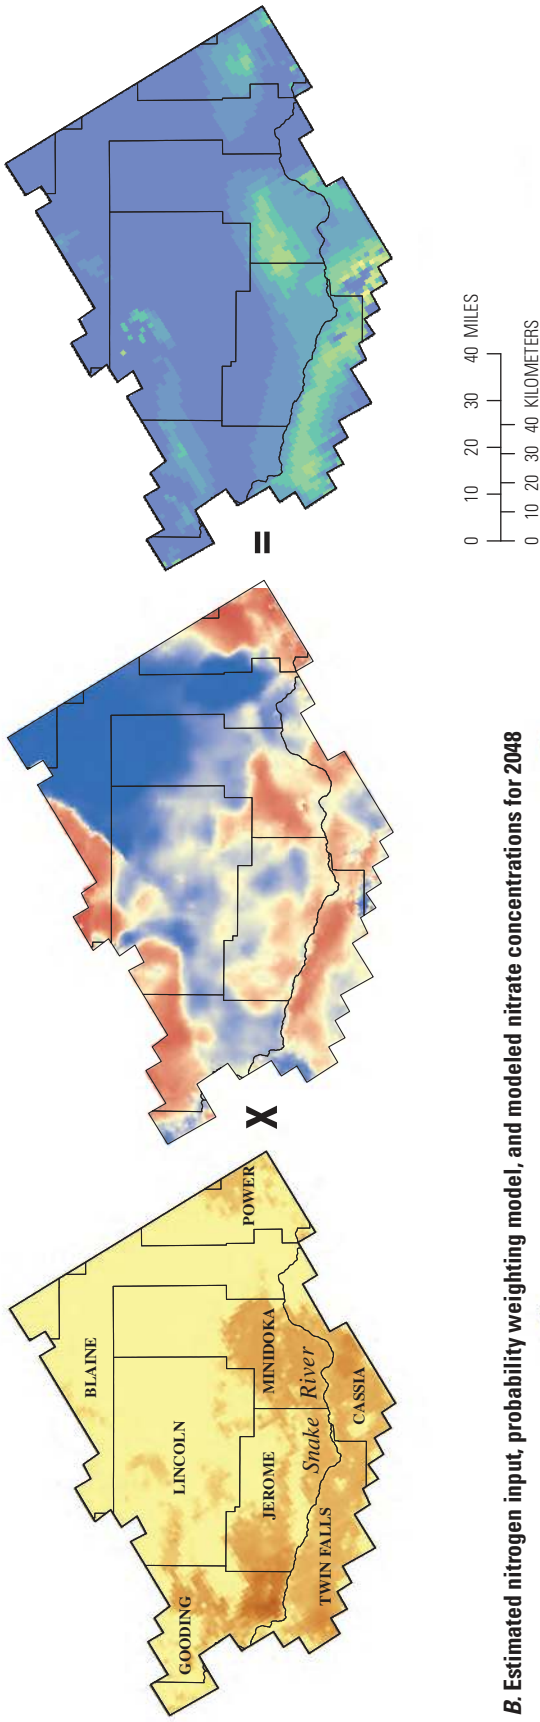 BLAINE
GOODING
LINCOLN
MINIDOKA
POWER
JEROME
Snake River
TWIN FALLS
CASSIA
X
=
0 10 20 30 40 MILES
0 10 20 30 40 KILOMETERS
B. Estimated nitrogen input, probability weighting model, and modeled nitrate concentrations for 2048